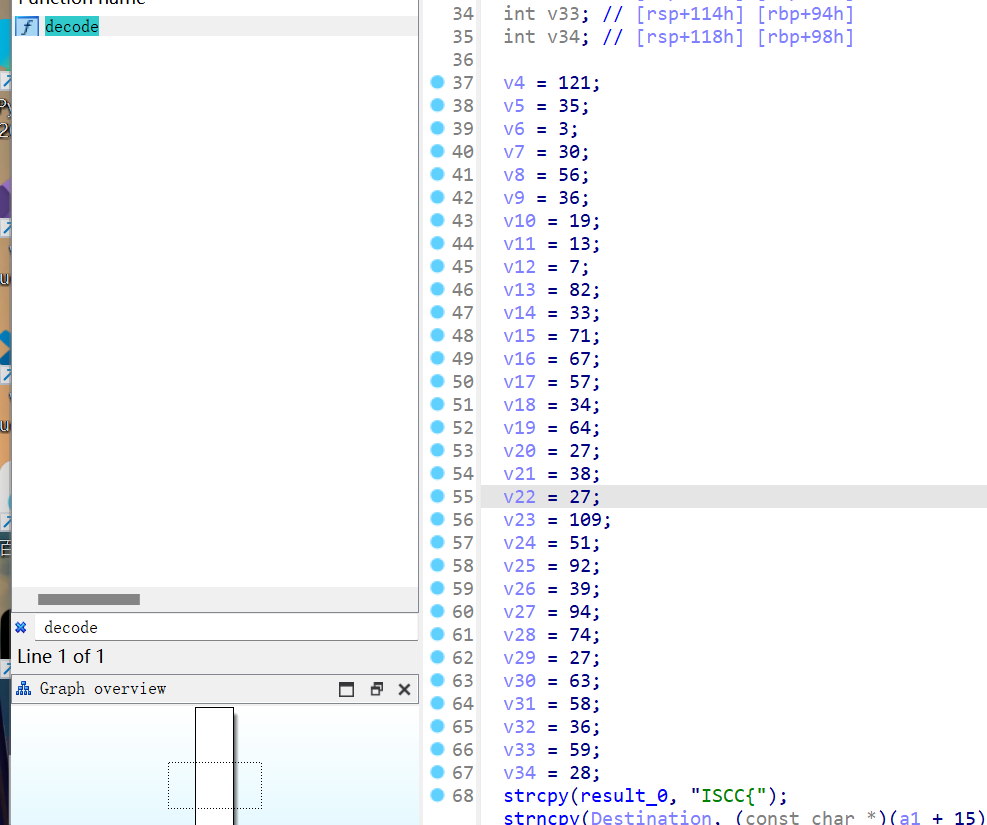 decode
34 int v33; // [rsp+114h] [rbp+94h]
35 int v34; // [rsp+118h] [rbp+98h]
36
37 v4 = 121;
38 v5 = 35;
39 v6 = 3;
40 v7 = 30;
41 v8 = 56;
42 v9 = 36;
43 v10 = 19;
44 v11 = 13;
45 v12 = 7;
46 v13 = 82;
47 v14 = 33;
48 v15 = 71;
49 v16 = 67;
50 v17 = 57;
51 v18 = 34;
52 v19 = 64;
53 v20 = 27;
54 v21 = 38;
55 v22 = 27;
56 v23 = 109;
57 v24 = 51;
58 v25 = 92;
59 v26 = 39;
60 v27 = 94;
61 v28 = 74;
62 v29 = 27;
63 v30 = 63;
64 v31 = 58;
65 v32 = 36;
66 v33 = 59;
67 v34 = 28;
68 strcpy(result_0, "ISCC{");
strncpy(Destination, (const char *)(a1 + 15)
decode
Line 1 of 1
Graph overview